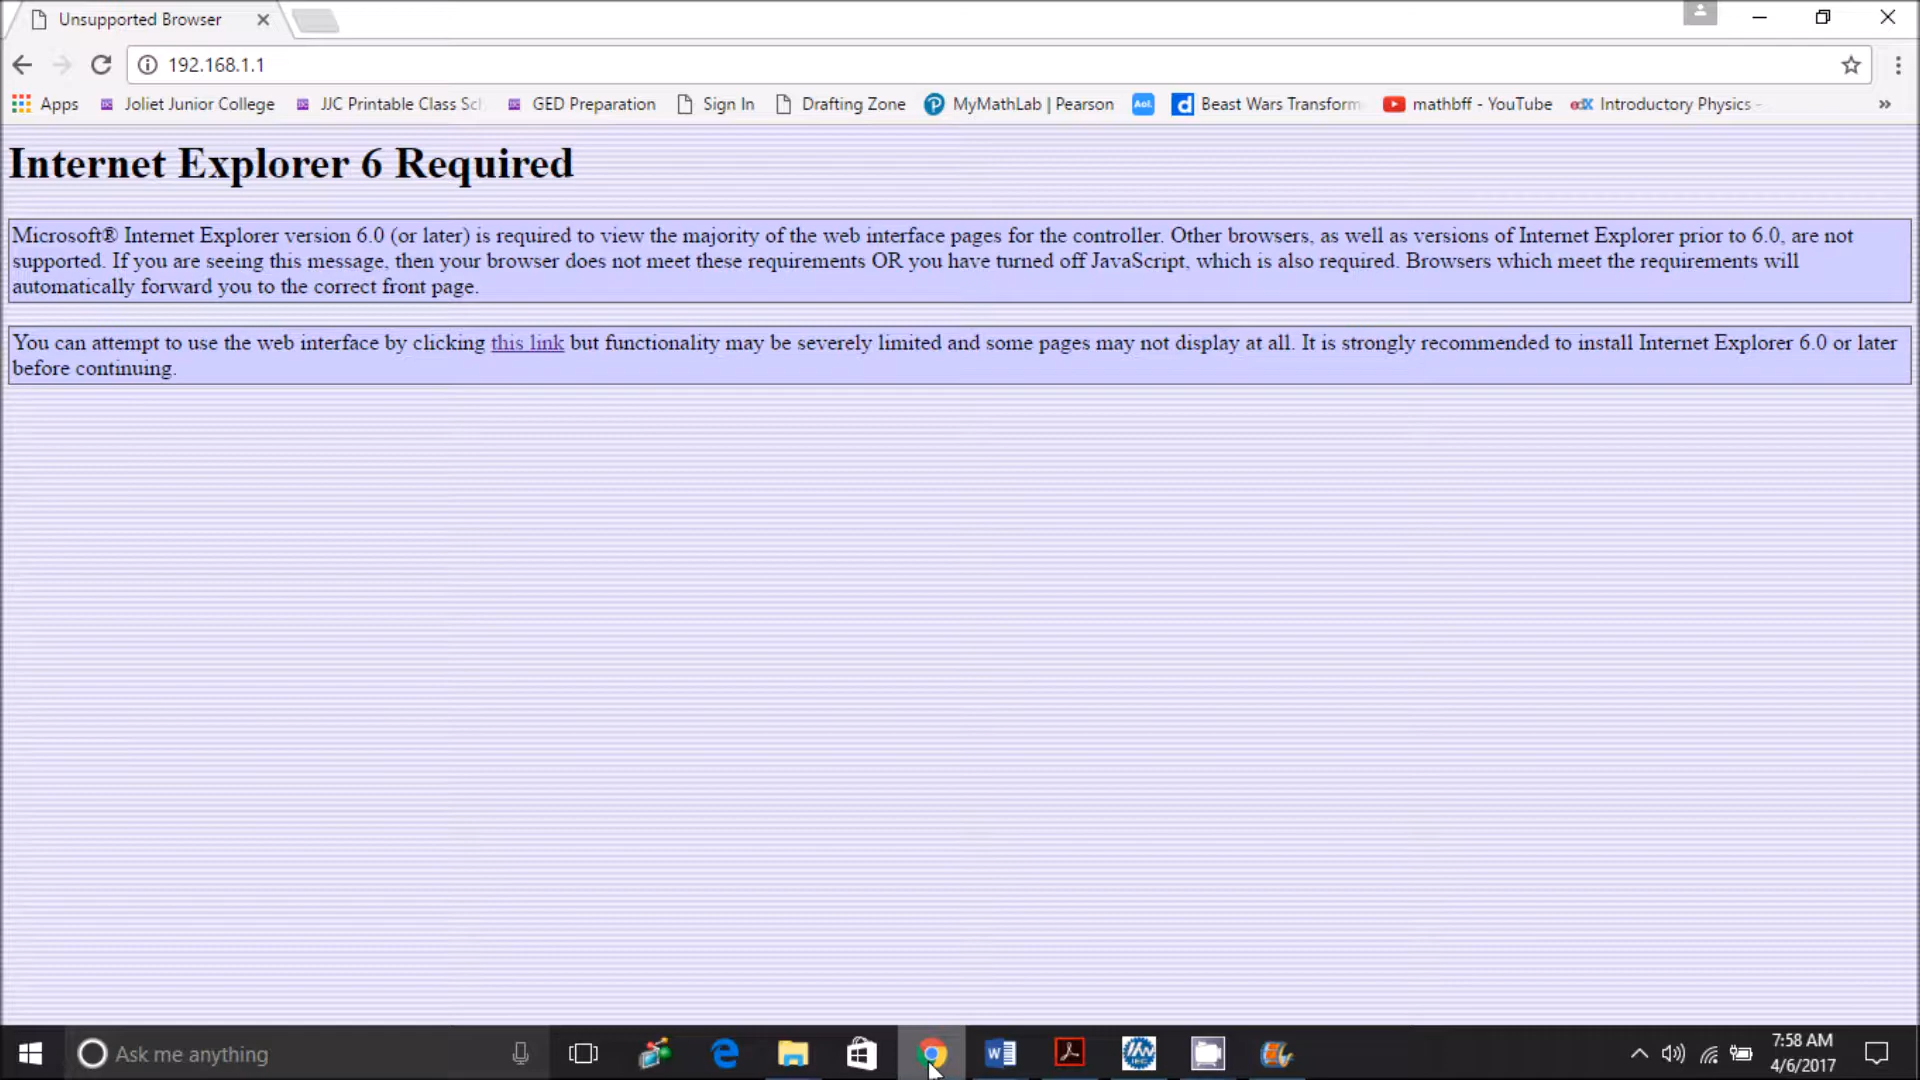 Unsupported Browser
192.168.1.1
Apps Joliet Junior College JJC Printable Class Sc GED Preparation Sign In Drafting Zone MyMathLab | Pearson Aol. Beast Wars Transform mathbff - YouTube edX Introductory Physics -
Internet Explorer 6 Required
Microsoft® Internet Explorer version 6.0 (or later) is required to view the majority of the web interface pages for the controller. Other browsers, as well as versions of Internet Explorer prior to 6.0, are not
supported. If you are seeing this message, then your browser does not meet these requirements OR you have turned off JavaScript, which is also required. Browsers which meet the requirements will
automatically forward you to the correct front page.
You can attempt to use the web interface by clicking this link but functionality may be severely limited and some pages may not display at all. It is strongly recommended to install Internet Explorer 6.0 or later
before continuing.
Ask me anything
7:58 AM
4/6/2017